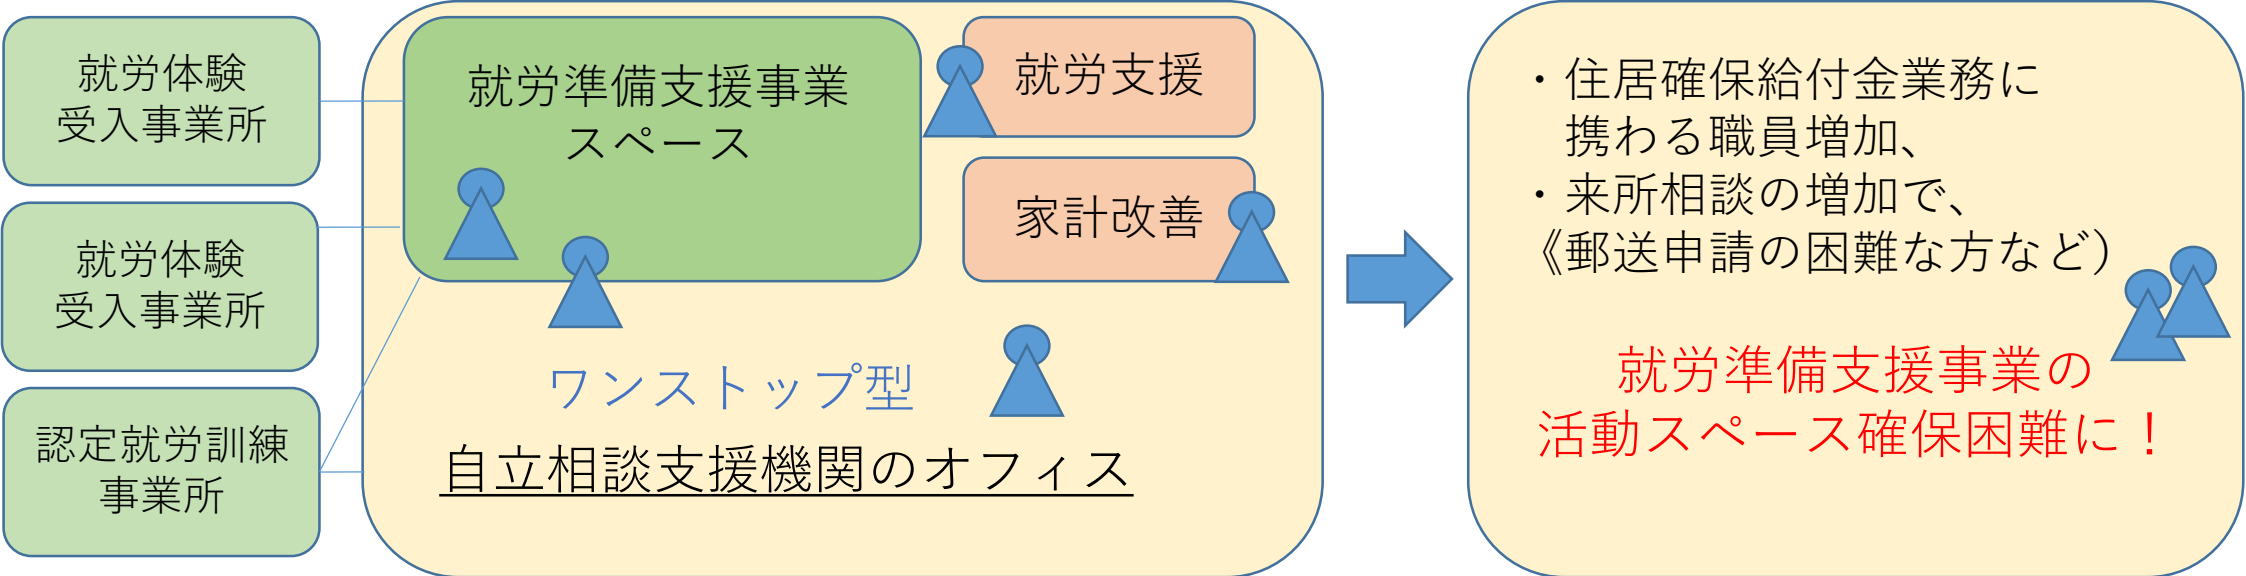 就労体験
受入事業所
就労体験
受入事業所
認定就労訓練
事業所
就労準備支援事業
スペース
就労支援
家計改善
ワンストップ型
自立相談支援機関のオフィス
・住居確保給付金業務に
携わる職員増加、
・来所相談の増加で、
《郵送申請の困難な方など）
就労準備支援事業の
活動スペース確保困難に！